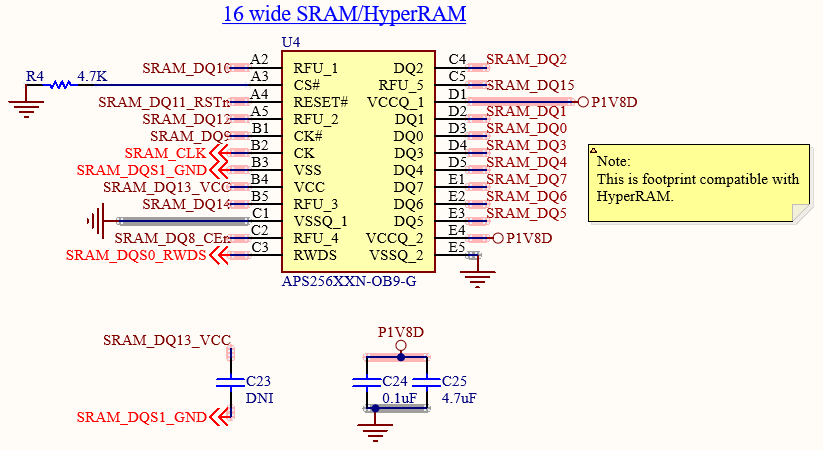 16 wide SRAM/HyperRAM
U4
SRAM_DQ10 A2 RFU_1 DQ2 C4 SRAM_DQ2
R4 4.7K A3 CS# RFU_5 C5 SRAM_DQ15
SRAM_DQ11_RSTn A4 RESET# VCCQ_1 D1 P1V8D
SRAM_DQ12 A5 RFU_2 DQ1 D2 SRAM_DQ1
SRAM_DQ9 B1 CK# DQ0 D3 SRAM_DQ0
SRAM_CLK B2 CK DQ3 D4 SRAM_DQ3
SRAM_DQS1_GND B3 VSS DQ4 D5 SRAM_DQ4
SRAM_DQ13_VCC B4 VCC DQ7 E1 SRAM_DQ7
SRAM_DQ14 B5 RFU_3 DQ6 E2 SRAM_DQ6
C1 VSSQ_1 DQ5 E3 SRAM_DQ5
SRAM_DQ8_CEn C2 RFU_4 VCCQ_2 E4 P1V8D
SRAM_DQS0_RWDS C3 RWDS VSSQ_2 E5
APS256XXN-OB9-G
Note:
This is footprint compatible with
HyperRAM.
SRAM_DQ13_VCC
C23
DNI
SRAM_DQS1_GND
P1V8D
C24 C25
0.1uF 4.7uF